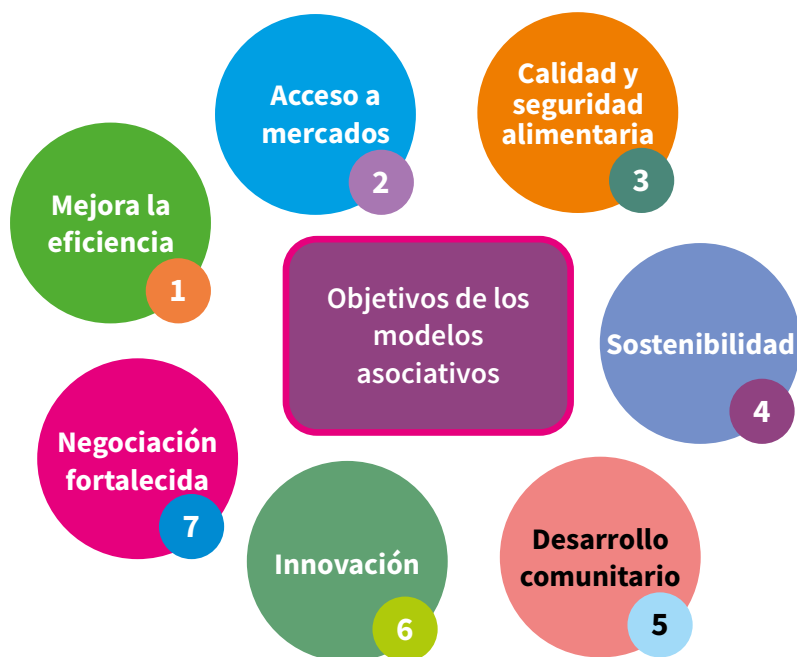 Objetivos de los
modelos
asociativos
Mejora la
eficiencia
1
Acceso a
mercados
2
Calidad y
seguridad
alimentaria
3
Sostenibilidad
4
Desarrollo
comunitario
5
Innovación
6
Negociación
fortalecida
7